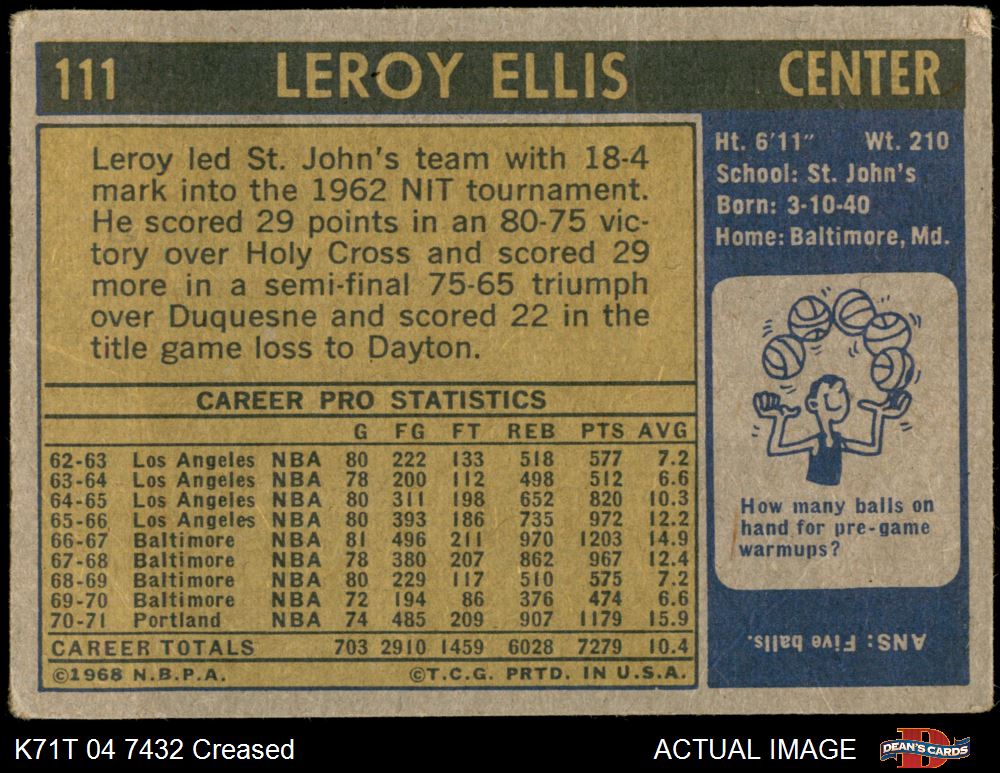 111 LEROY ELLIS CENTER
Leroy led St. John's team with 18-4
mark into the 1962 NIT tournament.
He scored 29 points in an 80-75 vic-
tory over Holy Cross and scored 29
more in a semi-final 75-65 triumph
over Duquesne and scored 22 in the
title game loss to Dayton.
CAREER PRO STATISTICS
G FG FT REB PTS AVG
62-63 Los Angeles NBA 80 222 133 518 577 7.2
63-64 Los Angeles NBA 78 200 112 498 512 6.6
64-65 Los Angeles NBA 80 311 198 652 820 10.3
65-66 Los Angeles NBA 80 393 186 735 972 12.2
66-67 Baltimore NBA 81 496 211 970 1203 14.9
67-68 Baltimore NBA 78 380 207 862 967 12.4
68-69 Baltimore NBA 80 229 117 510 575 7.2
69-70 Baltimore NBA 72 194 86 376 474 6.6
70-71 Portland NBA 74 485 209 907 1179 15.9
CAREER TOTALS 703 2910 1459 6028 7279 10.4
©1968 N.B.P.A. ©T.C.G. PRTD. IN U.S.A.
Ht. 6'11" Wt. 210
School: St. John's
Born: 3-10-40
Home: Baltimore, Md.
How many balls on
hand for pre-game
warmups?
ANS: Five balls.
K71T 04 7432 Creased ACTUAL IMAGE DEAN'S CARDS